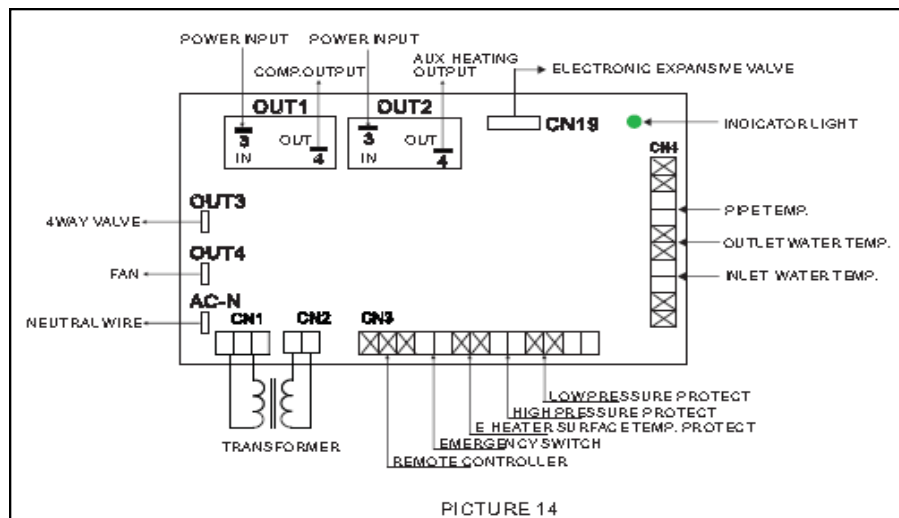 POWER INPUT POWER INPUT
COMP.OUTPUT
AUX. HEATING
OUTPUT
ELECTRONIC EXPANSIVE VALVE
OUT1 OUT2
CN19
INDICATOR LIGHT
3 OUT 3 OUT
IN 4 IN 4
CN4
OUT3
4WAY VALVE
PIPE TEMP.
OUTLET WATER TEMP.
OUT4
FAN
INLET WATER TEMP.
AC-N
NEUTRAL WIRE
CN1 CN2 CN3
LOW PRESSURE PROTECT
HIGH PRESSURE PROTECT
E-HEATER SURFACE TEMP. PROTECT
TRANSFORMER
EMERGENCY SWITCH
REMOTE CONTROLLER
PICTURE 14